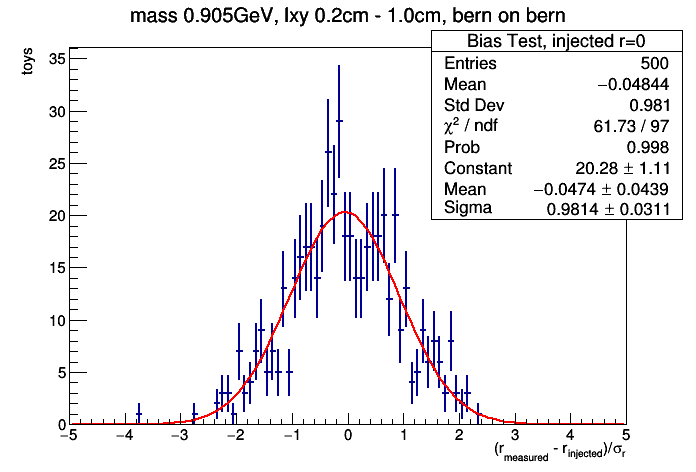 mass 0.905GeV, lxy 0.2cm - 1.0cm, bern on bern
Bias Test, injected r=0
Entries 500
Mean −0.04844
Std Dev 0.981
χ² / ndf 61.73 / 97
Prob 0.998
Constant 20.28 ± 1.11
Mean −0.0474 ± 0.0439
Sigma 0.9814 ± 0.0311
toys
35
30
25
20
15
10
5
0
−5 −4 −3 −2 −1 0 1 2 3 4 5
(r_measured - r_injected)/σ_r